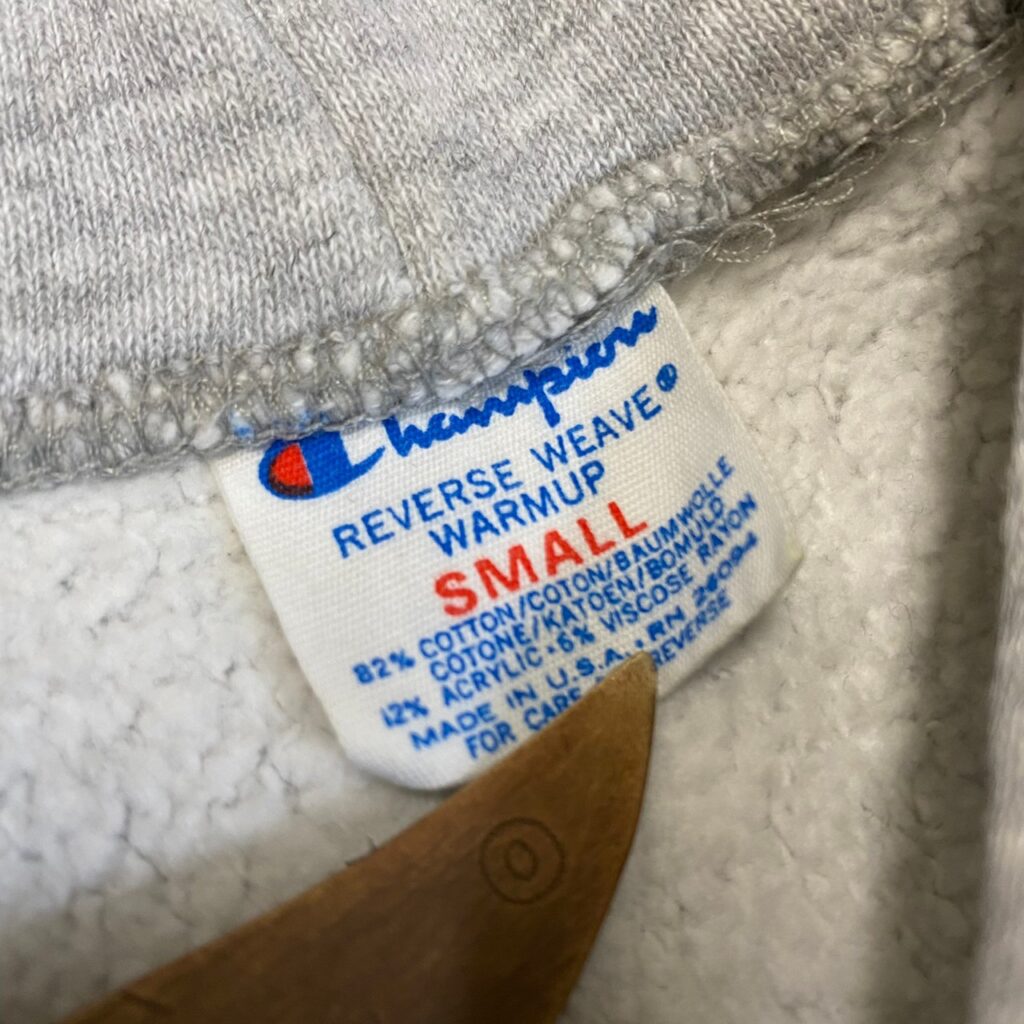 Champion
REVERSE WEAVE®
WARMUP
SMALL
82% COTTON/COTON/BAUMWOLLE
COTONE/KATOEN/BOMULD
12% ACRYLIC·6% VISCOSE RAYON
MADE IN U.S.A. RN 26094
FOR CARE REVERSE
O